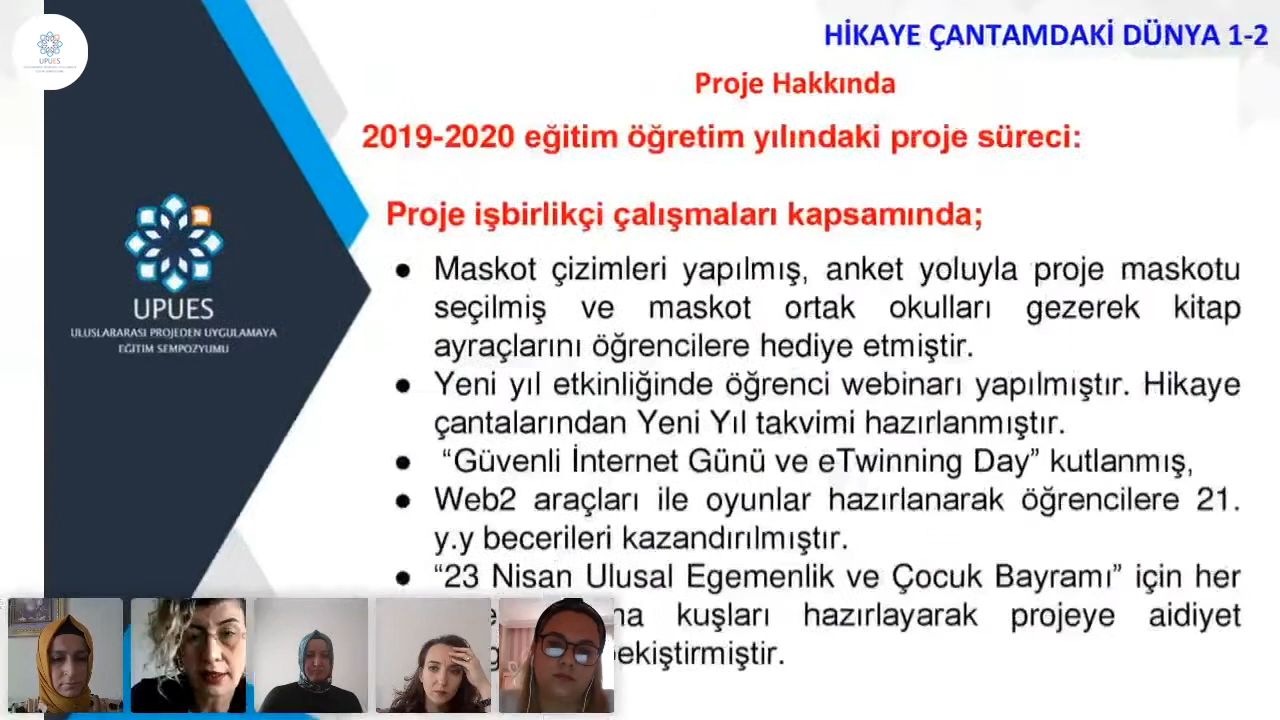 HİKAYE ÇANTAMDAKİ DÜNYA 1-2
Proje Hakkında
2019-2020 eğitim öğretim yılındaki proje süreci:
Proje işbirlikçi çalışmaları kapsamında;
● Maskot çizimleri yapılmış, anket yoluyla proje maskotu
seçilmiş ve maskot ortak okulları gezerek kitap
ayraçlarını öğrencilere hediye etmiştir.
● Yeni yıl etkinliğinde öğrenci webinarı yapılmıştır. Hikaye
çantalarından Yeni Yıl takvimi hazırlanmıştır.
● “Güvenli İnternet Günü ve eTwinning Day” kutlanmış,
● Web2 araçları ile oyunlar hazırlanarak öğrencilere 21.
y.y becerileri kazandırılmıştır.
● “23 Nisan Ulusal Egemenlik ve Çocuk Bayramı” için her
kuşları hazırlayarak projeye aidiyet
UPUES
ULUSLARARASI PROJEDEN UYGULAMAYA
EĞİTİM SEMPOZYUMU
UPUES